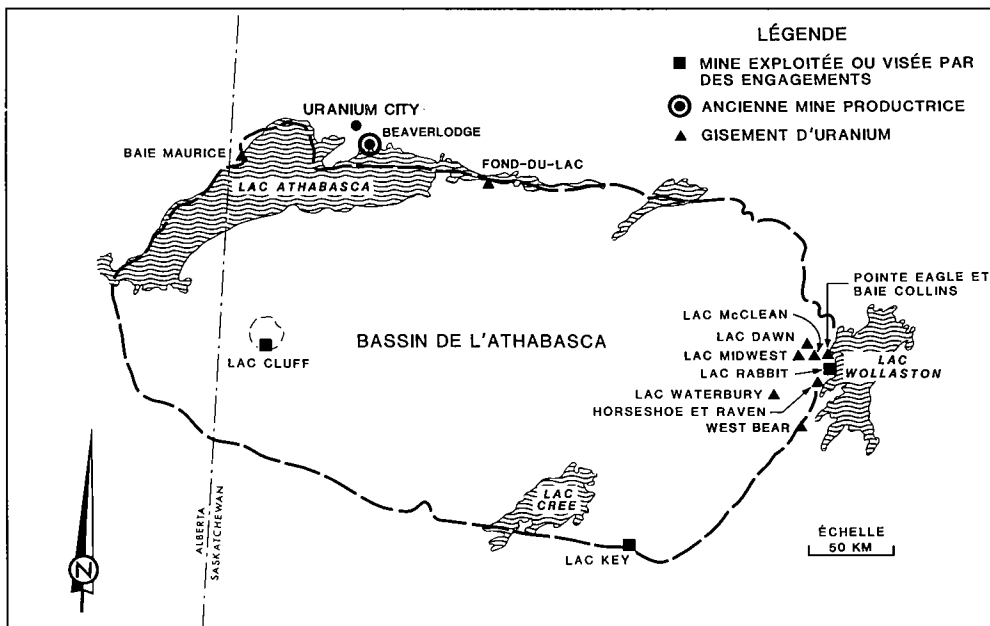 LÉGENDE
MINE EXPLOITÉE OU VISÉE PAR
DES ENGAGEMENTS
ANCIENNE MINE PRODUCTRICE
GISEMENT D'URANIUM
URANIUM CITY
BEAVERLODGE
BAIE MAURICE
FOND-DU-LAC
LAC ATHABASCA
POINTE EAGLE ET
BAIE COLLINS
LAC McCLEAN
LAC DAWN
LAC MIDWEST
LAC RABBIT
LAC
WOLLASTON
BASSIN DE L'ATHABASCA
LAC CLUFF
LAC WATERBURY
HORSESHOE ET RAVEN
WEST BEAR
LAC
CREE
LAC KEY
ÉCHELLE
50 KM
ALBERTA
SASKATCHEWAN
N